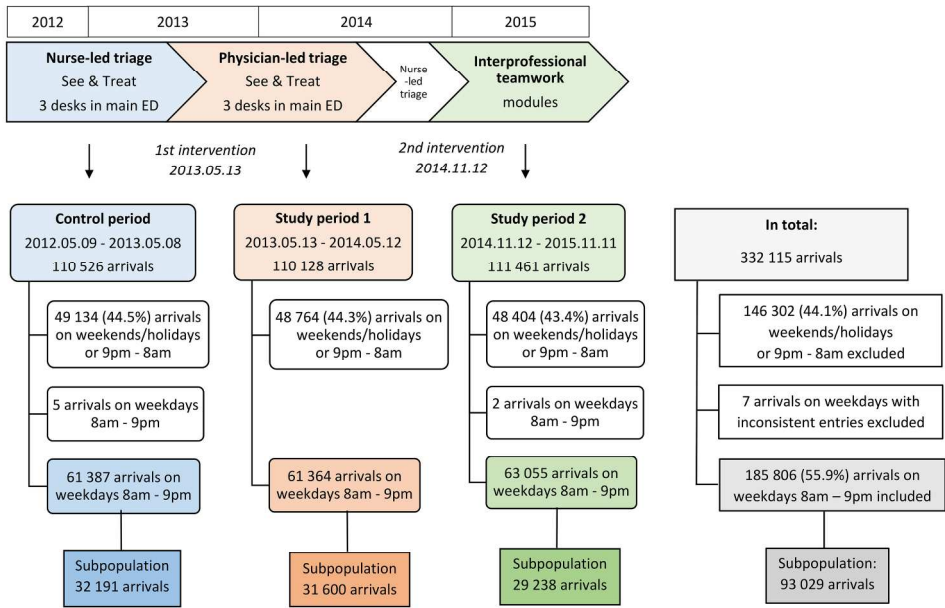 2012
2013
2014
2015
Nurse-led triage
See & Treat
3 desks in main ED
Physician-led triage
See & Treat
3 desks in main ED
Nurse
-led
triage
Interprofessional
teamwork
modules
1st intervention
2013.05.13
2nd intervention
2014.11.12
Control period
2012.05.09 - 2013.05.08
110 526 arrivals
49 134 (44.5%) arrivals
on weekends/holidays
or 9pm - 8am
5 arrivals on weekdays
8am - 9pm
61 387 arrivals on
weekdays 8am - 9pm
Subpopulation
32 191 arrivals
Study period 1
2013.05.13 - 2014.05.12
110 128 arrivals
48 764 (44.3%) arrivals on
weekends/holidays
or 9pm - 8am
61 364 arrivals on
weekdays 8am - 9pm
Subpopulation
31 600 arrivals
Study period 2
2014.11.12 - 2015.11.11
111 461 arrivals
48 404 (43.4%) arrivals
on weekends/holidays
or 9pm - 8am
2 arrivals on weekdays
8am - 9pm
63 055 arrivals on
weekdays 8am - 9pm
Subpopulation
29 238 arrivals
In total:
332 115 arrivals
146 302 (44.1%) arrivals on
weekends/holidays
or 9pm - 8am excluded
7 arrivals on weekdays with
inconsistent entries excluded
185 806 (55.9%) arrivals on
weekdays 8am – 9pm included
Subpopulation:
93 029 arrivals